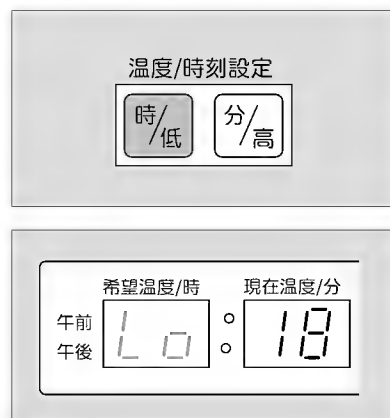 温度/時刻設定
時/低 分/高
希望温度/時 現在温度/分
午前
午後
Lo : 18